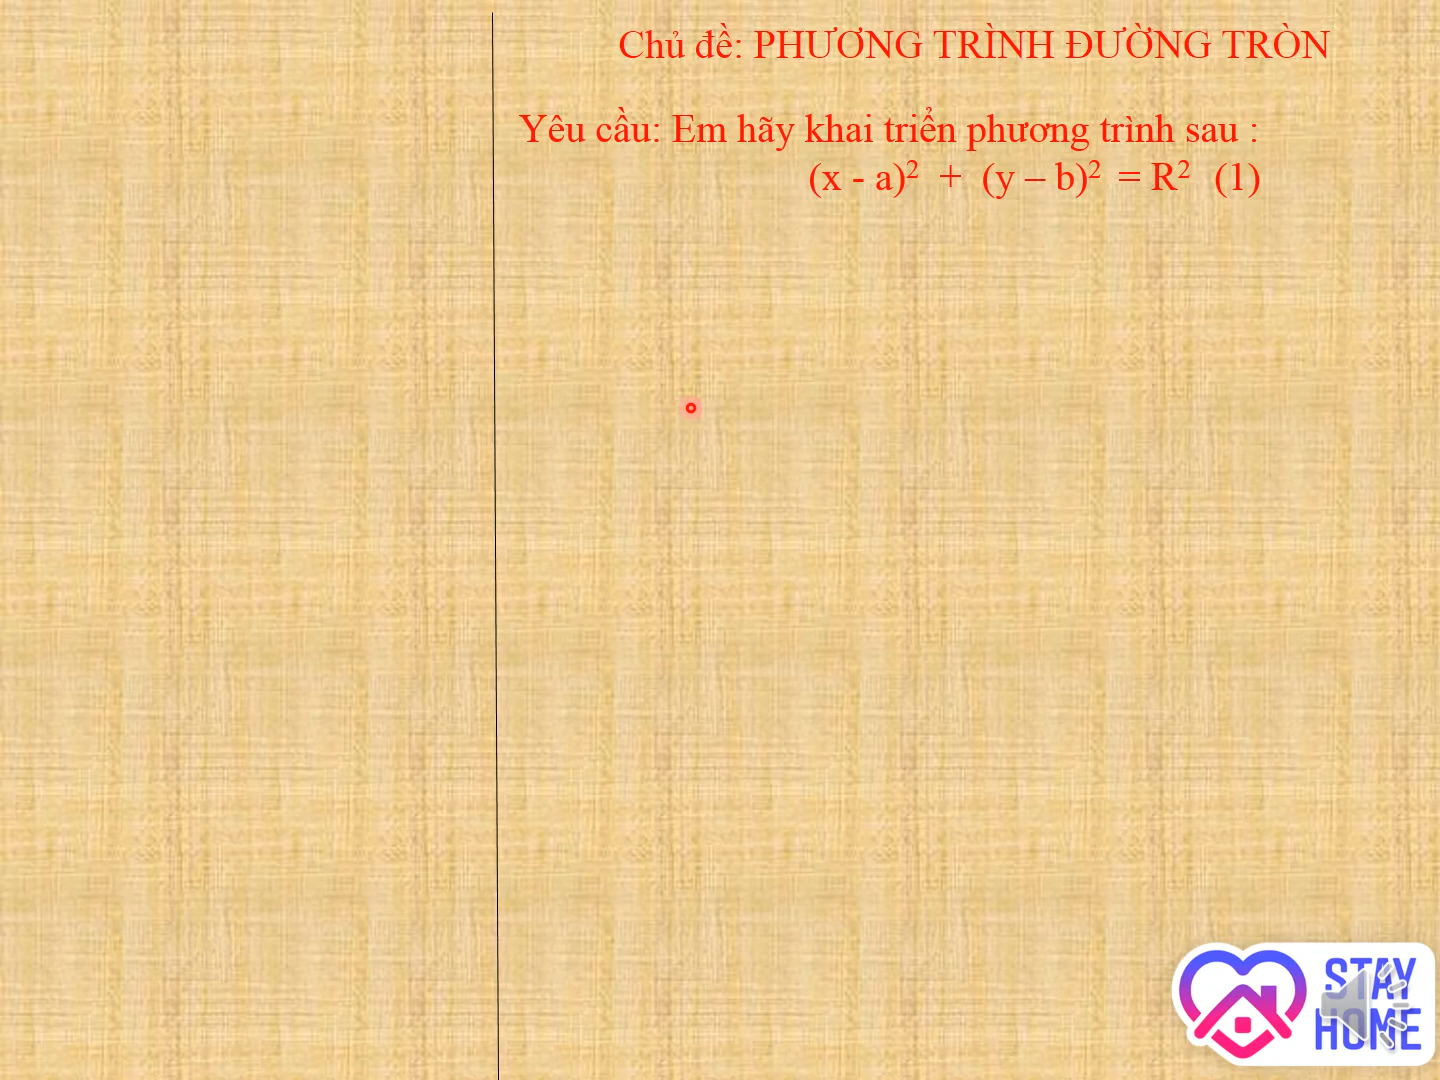 Chủ đề: PHƯƠNG TRÌNH ĐƯỜNG TRÒN
Yêu cầu: Em hãy khai triển phương trình sau :
(x - a)² + (y – b)² = R² (1)
STAY
HOME